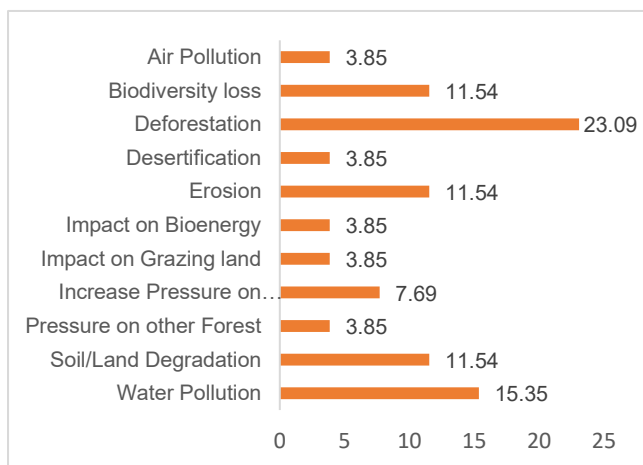 Air Pollution 3.85
Biodiversity loss 11.54
Deforestation 23.09
Desertification 3.85
Erosion 11.54
Impact on Bioenergy 3.85
Impact on Grazing land 3.85
Increase Pressure on... 7.69
Pressure on other Forest 3.85
Soil/Land Degradation 11.54
Water Pollution 15.35
0 5 10 15 20 25